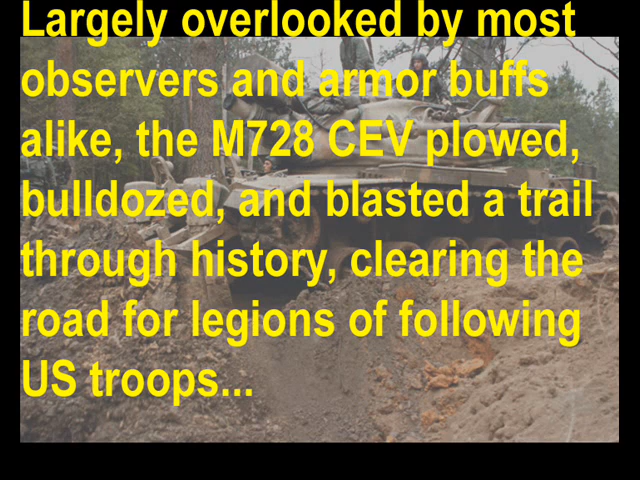 Largely overlooked by most
observers and armor buffs
alike, the M728 CEV plowed,
bulldozed, and blasted a trail
through history, clearing the
road for legions of following
US troops...